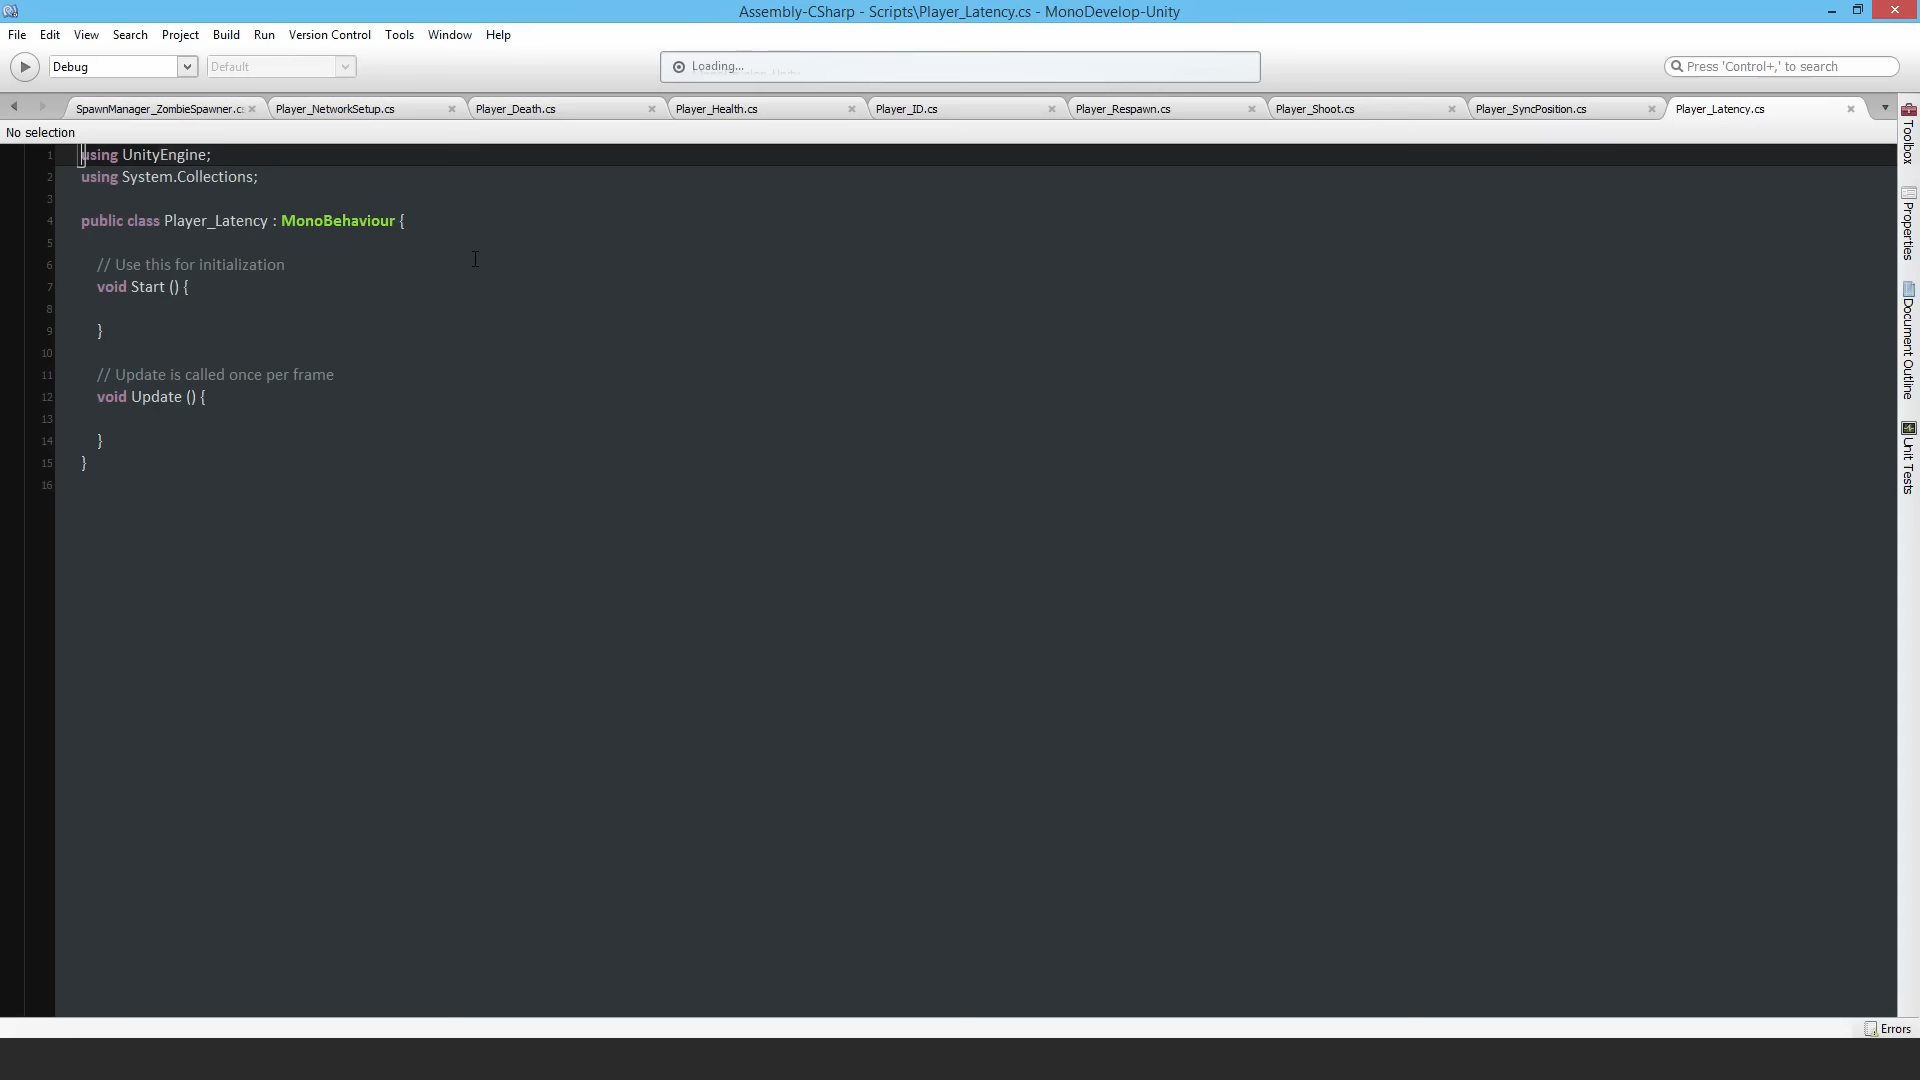 Assembly-CSharp - Scripts\Player_Latency.cs - MonoDevelop-Unity
File Edit View Search Project Build Run Version Control Tools Window Help
Debug Default Loading... Press 'Control+,' to search
SpawnManager_ZombieSpawner.cs Player_NetworkSetup.cs Player_Death.cs Player_Health.cs Player_ID.cs Player_Respawn.cs Player_Shoot.cs Player_SyncPosition.cs Player_Latency.cs
No selection
1 using UnityEngine;
2 using System.Collections;
3
4 public class Player_Latency : MonoBehaviour {
5
6 // Use this for initialization
7 void Start () {
8
9 }
10
11 // Update is called once per frame
12 void Update () {
13
14 }
15 }
16
Toolbox
Properties
Document Outline
Unit Tests
Errors